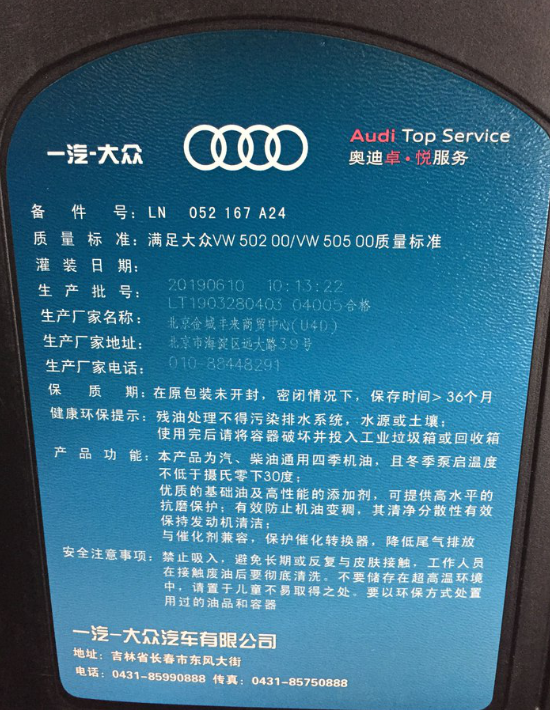 一汽-大众
Audi Top Service
奥迪卓·悦服务
备件号：LN 052 167 A24
质量标准：满足大众VW 502 00/VW 505 00质量标准
灌装日期：
生产批号：20190610 10:13:22
LT1903280403 04005合格
生产厂家名称：北京金城丰来商贸中心(U4D)
生产厂家地址：北京市海淀区远大路39号
生产厂家电话：010-88448291
保质期：在原包装未开封，密闭情况下，保存时间＞36个月
健康环保提示：残油处理不得污染排水系统，水源或土壤；
使用完后请将容器破坏并投入工业垃圾箱或回收箱
产品功能：本产品为汽、柴油通用四季机油，且冬季泵启温度
不低于摄氏零下30度；
优质的基础油及高性能的添加剂，可提供高水平的
抗磨保护；有效防止机油变稠，其清净分散性有效
保持发动机清洁；
与催化剂兼容，保护催化转换器，降低尾气排放
安全注意事项：禁止吸入，避免长期或反复与皮肤接触，工作人员
在接触废油后要彻底清洗。不要储存在超高温环境
中，请置于儿童不易取得之处。要以环保方式处置
用过的油品和容器
一汽-大众汽车有限公司
地址：吉林省长春市东风大街
电话：0431-85990888 传真：0431-85750888